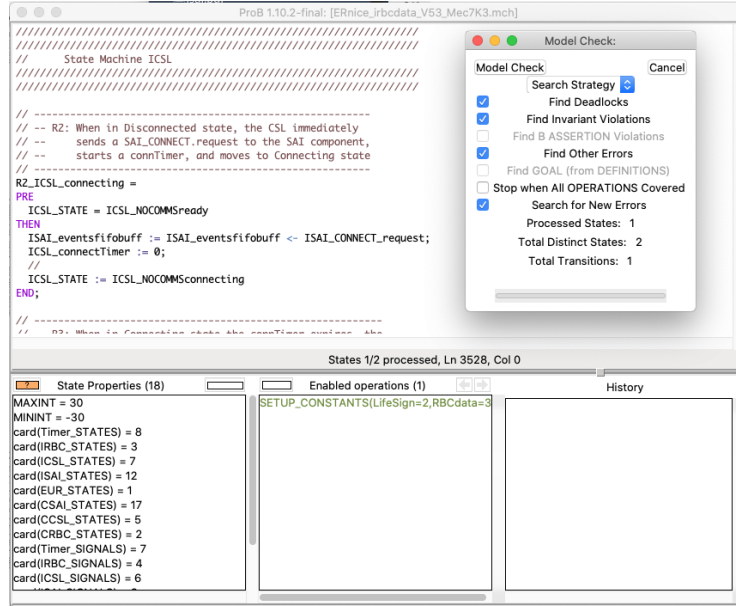 ProB 1.10.2-final: [ERnice_irbcdata_V53_Mec7K3.mch]
///////////////////////////////////////////////////////////////////
///////////////////////////////////////////////////////////////////
// State Machine ICSL
///////////////////////////////////////////////////////////////////
///////////////////////////////////////////////////////////////////
// --------------------------------------------------------
// -- R2: When in Disconnected state, the CSL immediately
// -- sends a SAI_CONNECT.request to the SAI component,
// -- starts a connTimer, and moves to Connecting state
// --------------------------------------------------------
R2_ICSL_connecting =
PRE
ICSL_STATE = ICSL_NOCOMMSready
THEN
ISAI_eventsfifobuff := ISAI_eventsfifobuff <- ISAI_CONNECT_request;
ICSL_connectTimer := 0;
//
ICSL_STATE := ICSL_NOCOMMSconnecting
END;
// ----------------------------------------------------------
Model Check:
Model Check
Cancel
Search Strategy
Find Deadlocks
Find Invariant Violations
Find B ASSERTION Violations
Find Other Errors
Find GOAL (from DEFINITIONS)
Stop when All OPERATIONS Covered
Search for New Errors
Processed States: 1
Total Distinct States: 2
Total Transitions: 1
States 1/2 processed, Ln 3528, Col 0
? State Properties (18)
MAXINT = 30
MININT = -30
card(Timer_STATES) = 8
card(IRBC_STATES) = 3
card(ICSL_STATES) = 7
card(ISAI_STATES) = 12
card(EUR_STATES) = 1
card(CSAI_STATES) = 17
card(CCSL_STATES) = 5
card(CRBC_STATES) = 2
card(Timer_SIGNALS) = 7
card(IRBC_SIGNALS) = 4
card(ICSL_SIGNALS) = 6
Enabled operations (1)
SETUP_CONSTANTS(LifeSign=2,RBCdata=3
History